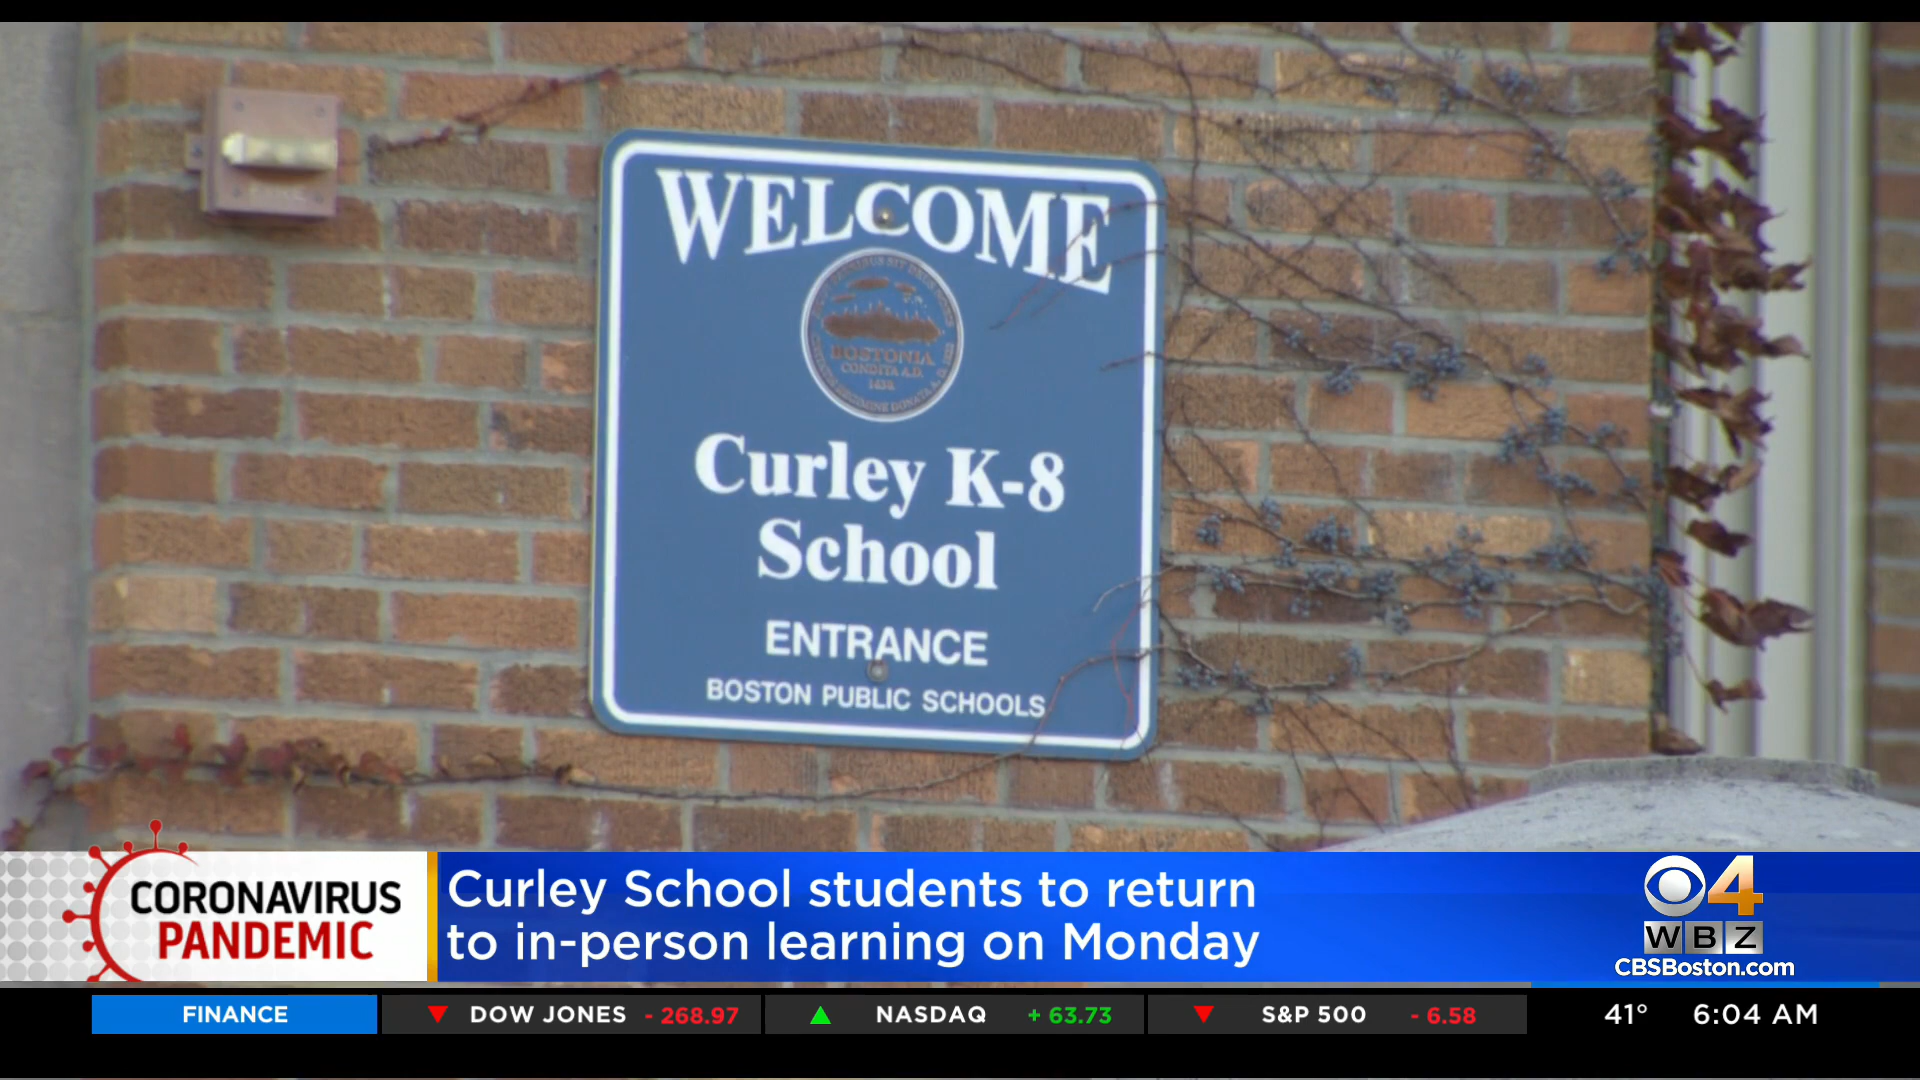 WELCOME
BOSTONIA
CONDITA A.D.
Curley K-8
School
ENTRANCE
BOSTON PUBLIC SCHOOLS
CORONAVIRUS
PANDEMIC
Curley School students to return
to in-person learning on Monday
4
WBZ
CBSBoston.com
FINANCE DOW JONES - 268.97 NASDAQ + 63.73 S&P 500 - 6.58 41° 6:04 AM